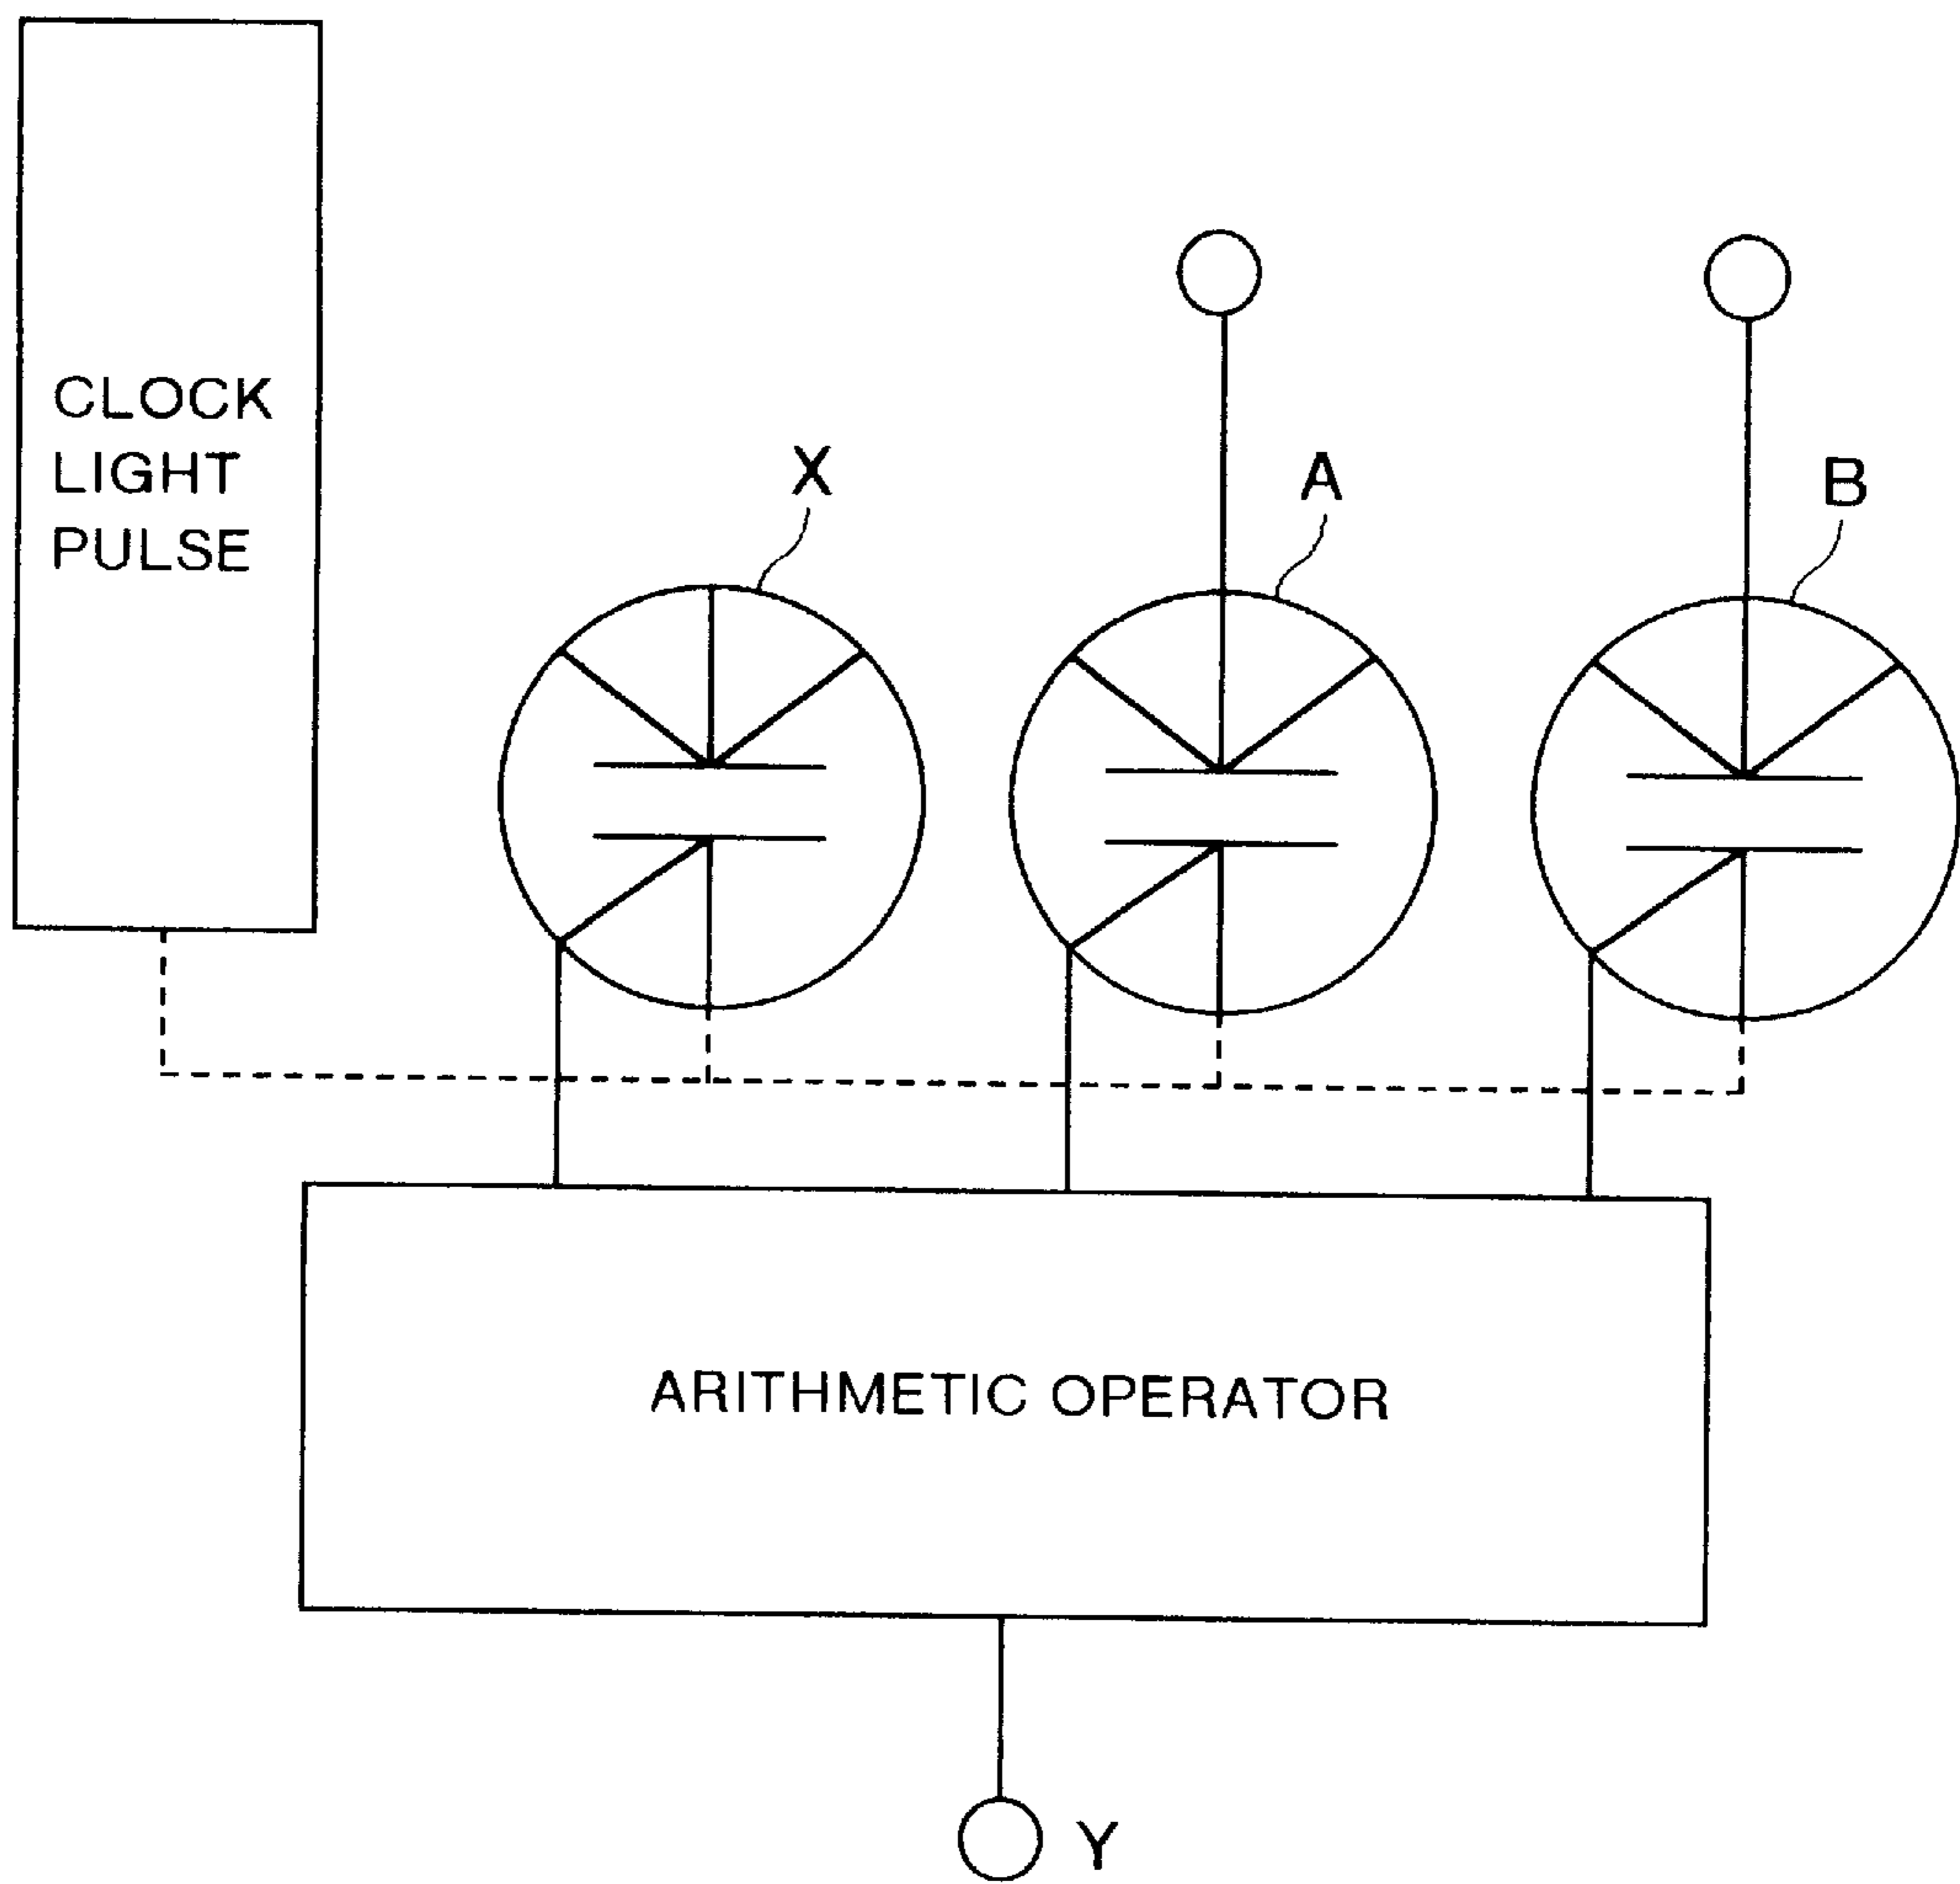 CLOCK
LIGHT
PULSE
X
A
B
ARITHMETIC OPERATOR
Y